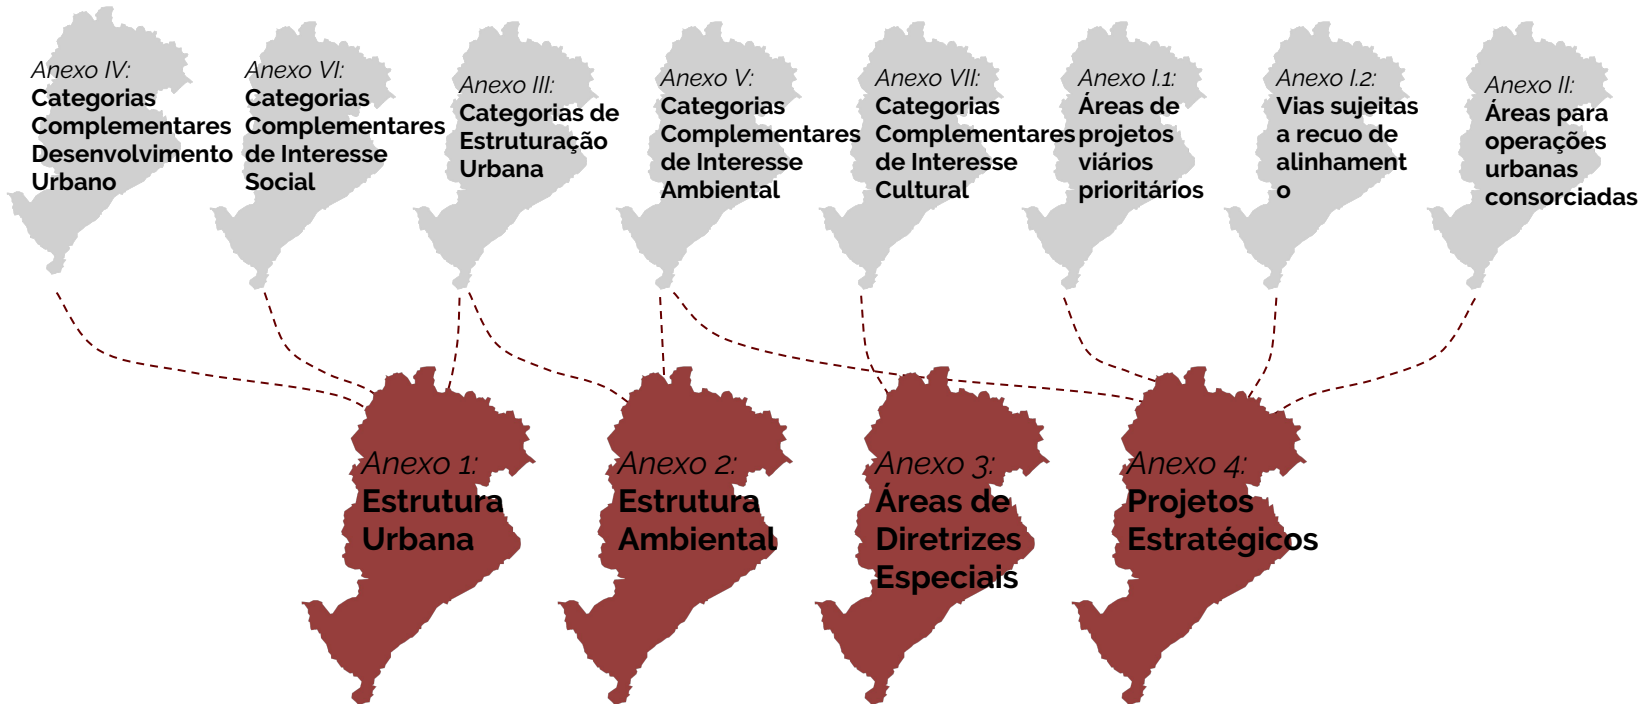 Anexo IV:
Categorias
Complementares
Desenvolvimento
Urbano
Anexo VI:
Categorias
Complementares
de Interesse
Social
Anexo III:
Categorias de
Estruturação
Urbana
Anexo V:
Categorias
Complementares
de Interesse
Ambiental
Anexo VII:
Categorias
Complementares
de Interesse
Cultural
Anexo I.1:
Áreas de
projetos
viários
prioritários
Anexo I.2:
Vias sujeitas
a recuo de
alinhament
o
Anexo II:
Áreas para
operações
urbanas
consorciadas
Anexo 1:
Estrutura
Urbana
Anexo 2:
Estrutura
Ambiental
Anexo 3:
Áreas de
Diretrizes
Especiais
Anexo 4:
Projetos
Estratégicos